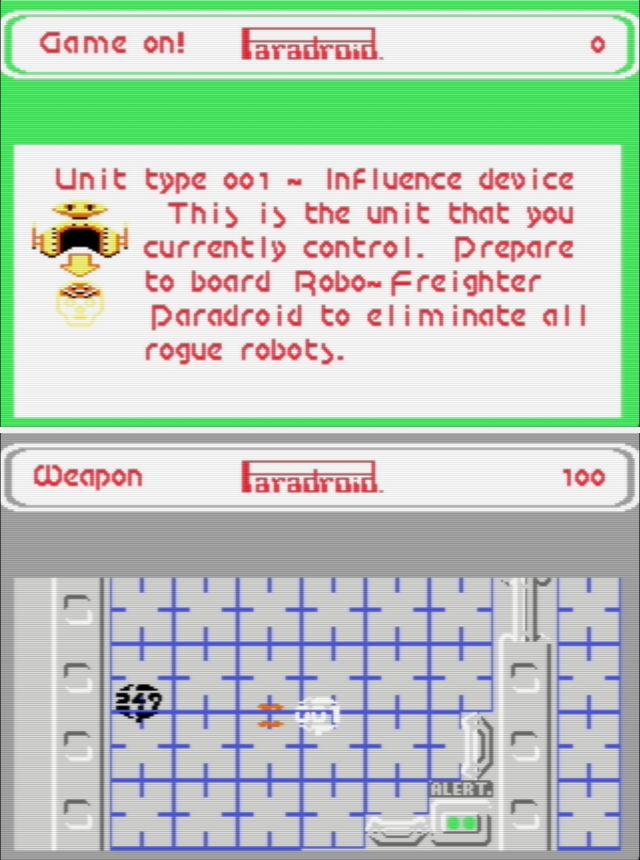 Game on! Paradroid. 0
Unit type 001 ~ Influence device
This is the unit that you
currently control. Prepare
to board Robo~Freighter
Paradroid to eliminate all
rogue robots.
Weapon Paradroid. 100
247
001
ALERT.